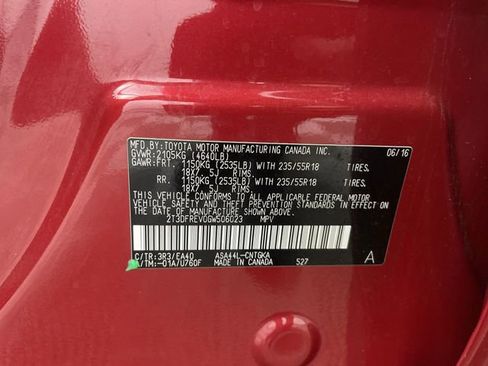 MFD.BY:TOYOTA MOTOR MANUFACTURING CANADA INC. 06/16
GVWR:2105KG (4640LB)
GAWR:FRT. 1150KG (2535LB) WITH 235/55R18 TIRES.
18X7.5J RIMS.
RR. 1150KG (2535LB) WITH 235/55R18 TIRES.
18X7.5J RIMS.
THIS VEHICLE CONFORMS TO ALL APPLICABLE FEDERAL MOTOR
VEHICLE SAFETY AND THEFT PREVENTION STANDARDS IN EFFECT
ON THE DATE OF MANUFACTURE SHOWN ABOVE.
2T3DFREV0GW506023 MPV
C/TR:3R3/EA40 ASA44L-CNTGKA A
A/TM:-01A/U760F MADE IN CANADA 527